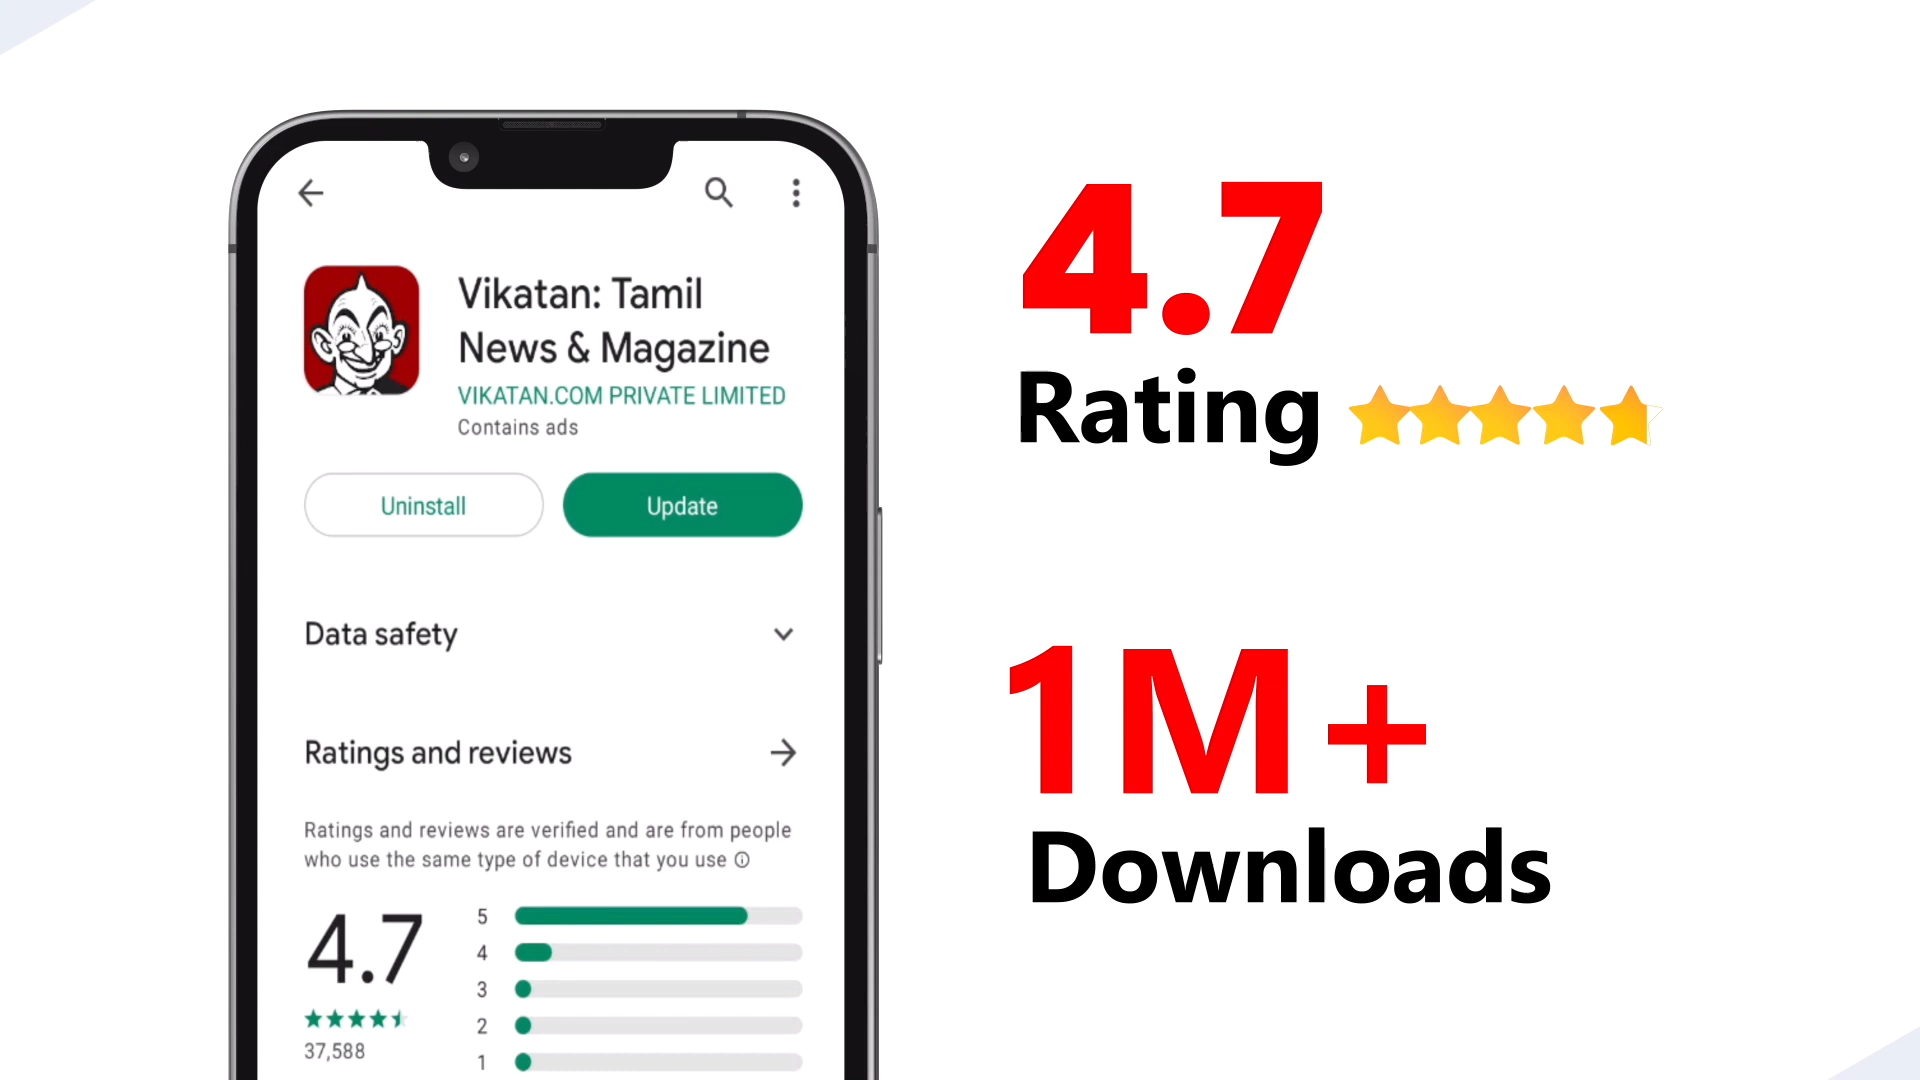 Vikatan: Tamil
News & Magazine
VIKATAN.COM PRIVATE LIMITED
Contains ads
Uninstall
Update
Data safety
Ratings and reviews
Ratings and reviews are verified and are from people
who use the same type of device that you use
4.7
37,588
5
4
3
2
1
4.7
Rating
1M+
Downloads